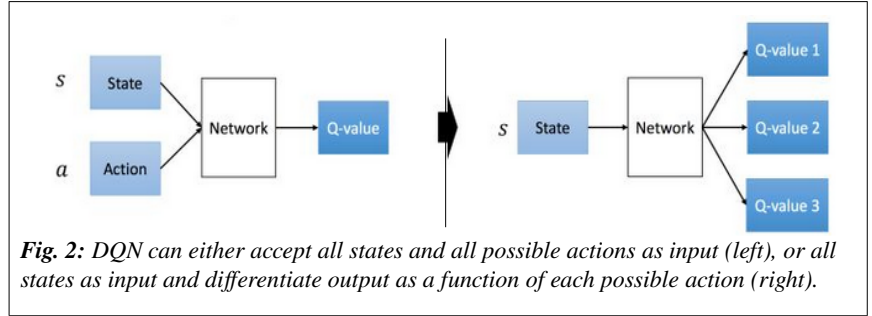 s State
Network
Q-value
a Action
s State
Network
Q-value 1
Q-value 2
Q-value 3
Fig. 2: DQN can either accept all states and all possible actions as input (left), or all
states as input and differentiate output as a function of each possible action (right).